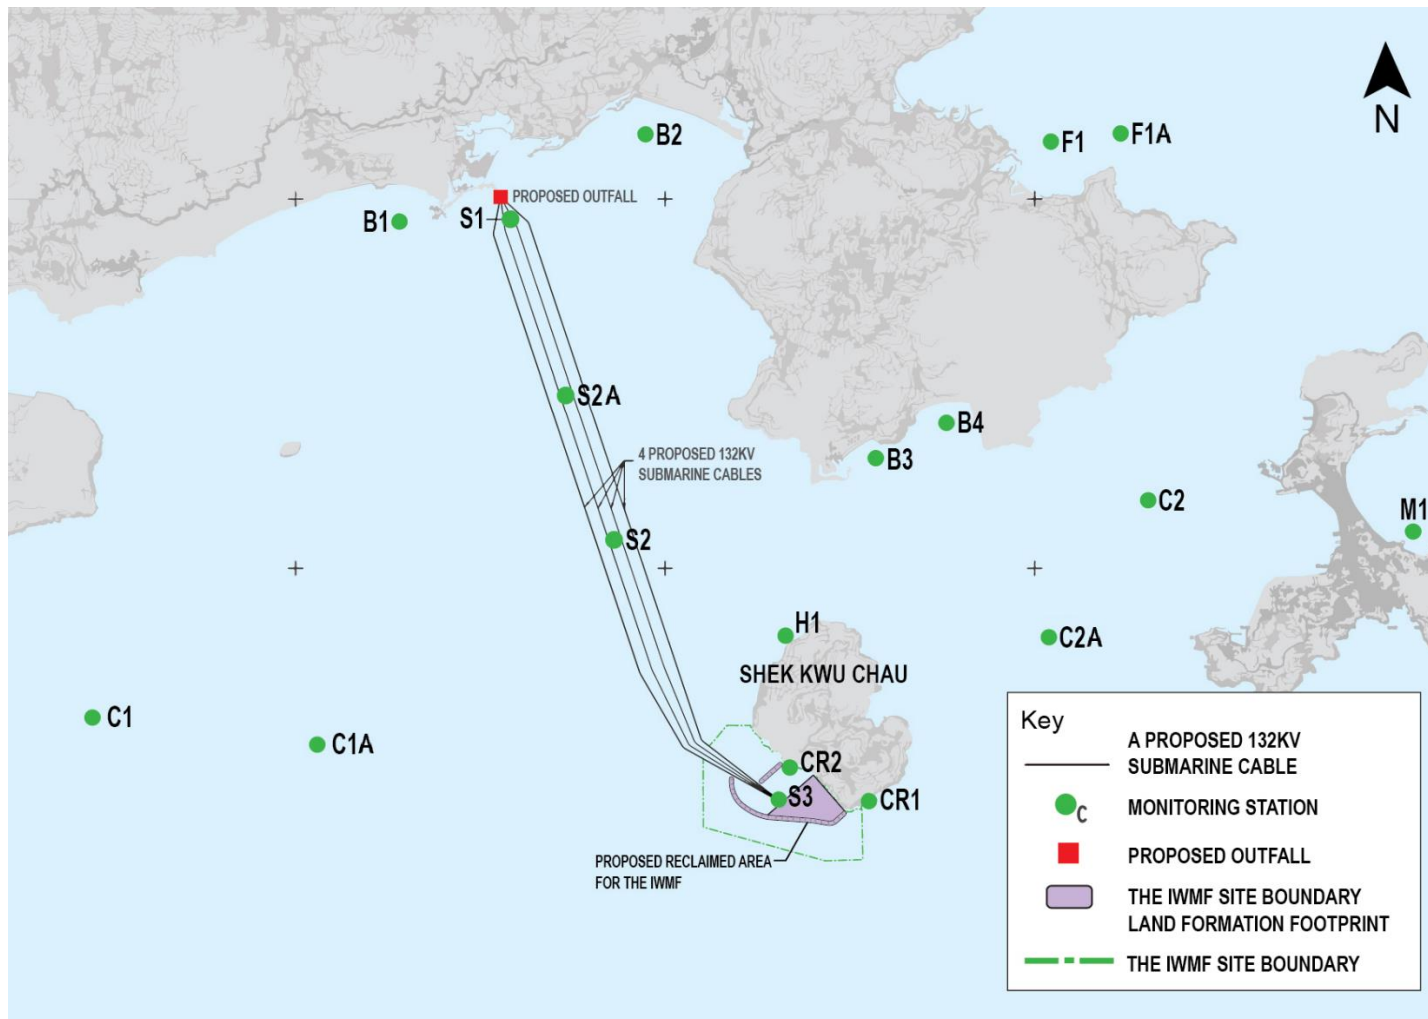 N
B2
F1
F1A
PROPOSED OUTFALL
B1
S1
S2A
B4
4 PROPOSED 132KV
SUBMARINE CABLES
B3
C2
M1
S2
H1
C2A
SHEK KWU CHAU
C1
C1A
CR2
S3
CR1
PROPOSED RECLAIMED AREA
FOR THE IWMF
Key
A PROPOSED 132KV
SUBMARINE CABLE
C
MONITORING STATION
PROPOSED OUTFALL
THE IWMF SITE BOUNDARY
LAND FORMATION FOOTPRINT
THE IWMF SITE BOUNDARY